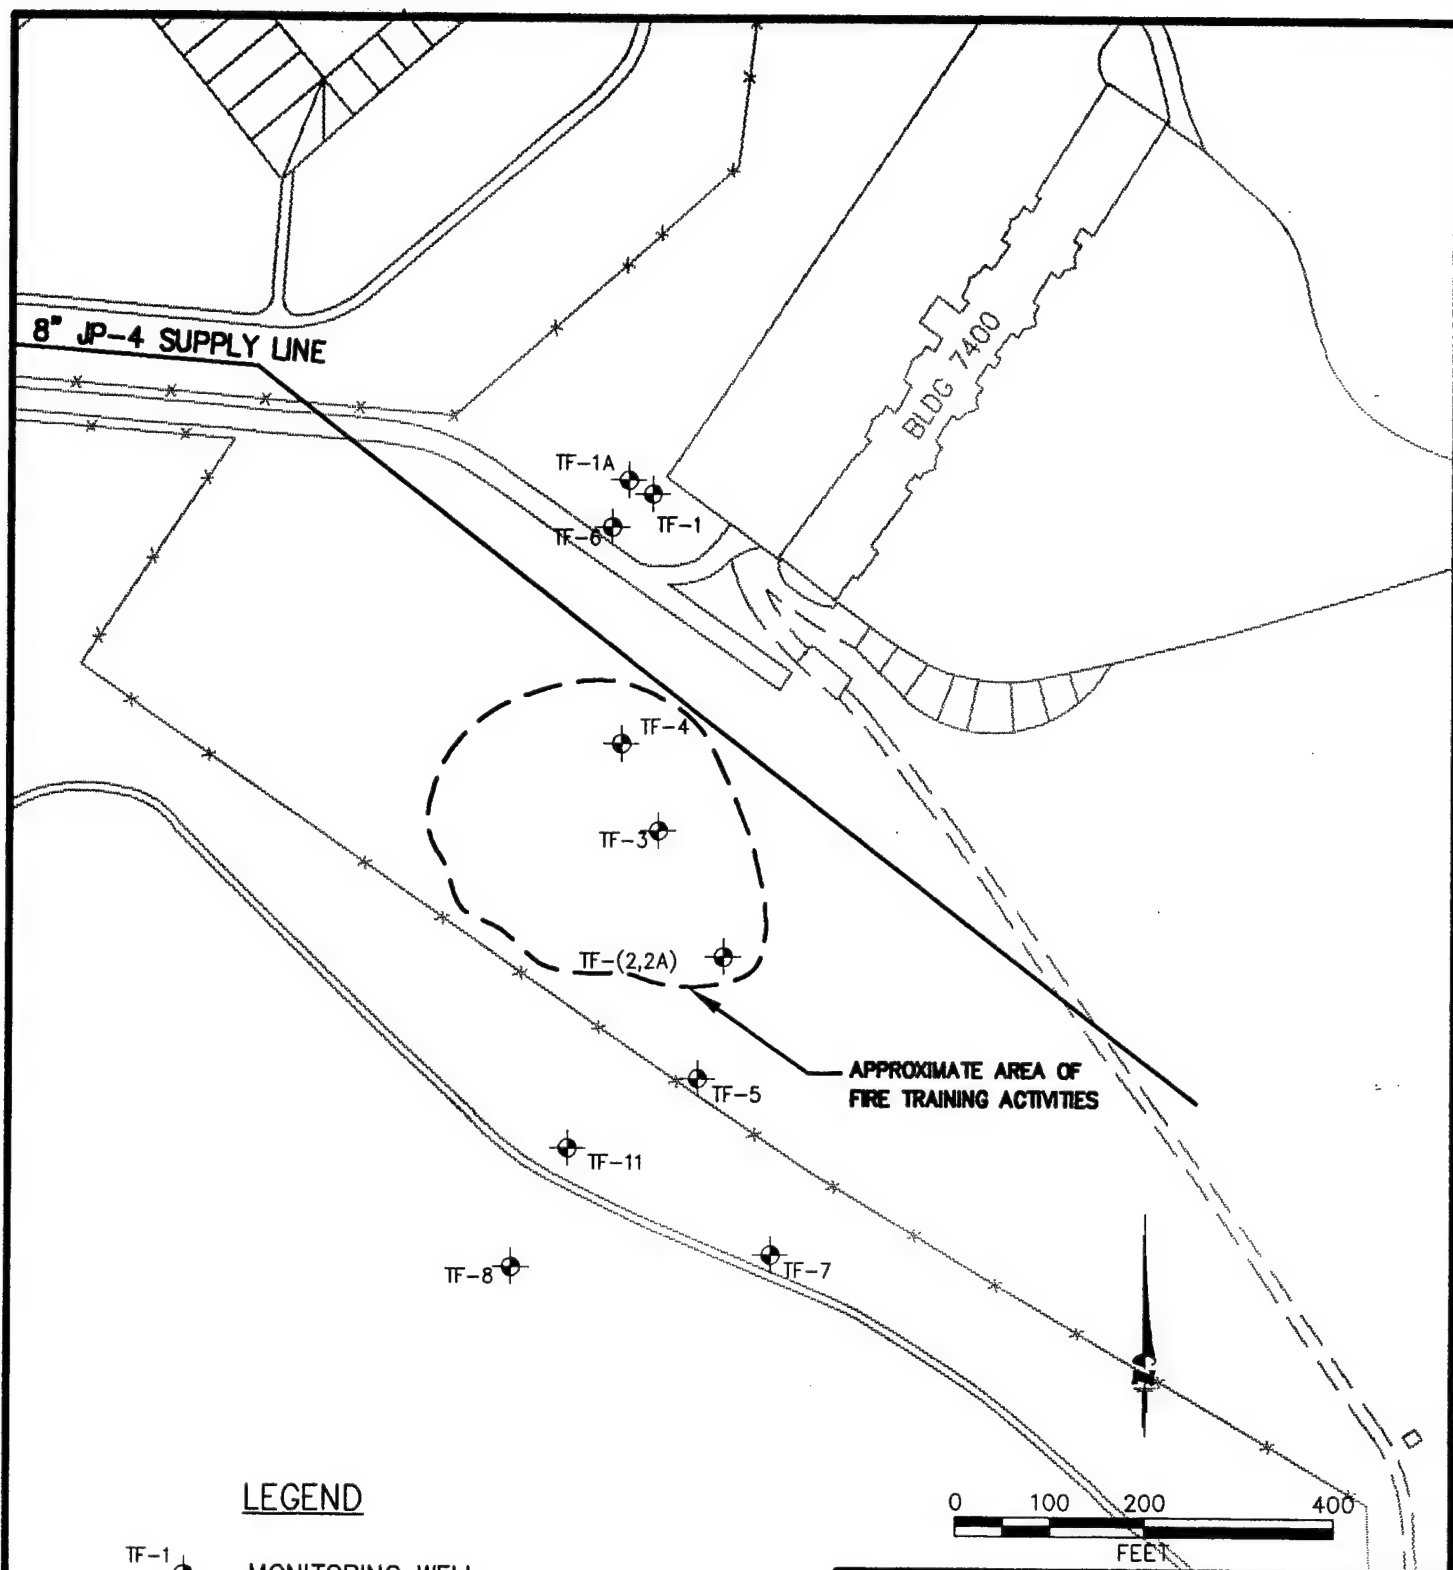 8" JP-4 SUPPLY LINE
BLDG 7400
TF-1A
TF-1
TF-6
TF-4
TF-3
TF-(2,2A)
APPROXIMATE AREA OF
FIRE TRAINING ACTIVITIES
TF-5
TF-11
TF-7
TF-8
N
LEGEND
0 100 200 400
FEET
TF-1
MONITORING WELL